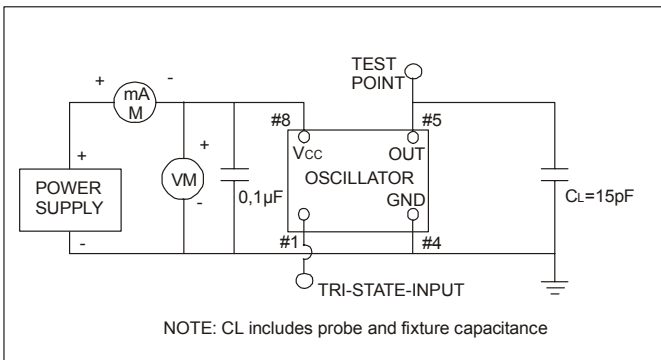 TEST
POINT
+ -
mA
M
#8 #5
+
Vcc OUT
+
OSCILLATOR
POWER
SUPPLY
VM
0,1µF
CL=15pF
-
GND
- #1 #4
TRI-STATE-INPUT
NOTE: CL includes probe and fixture capacitance